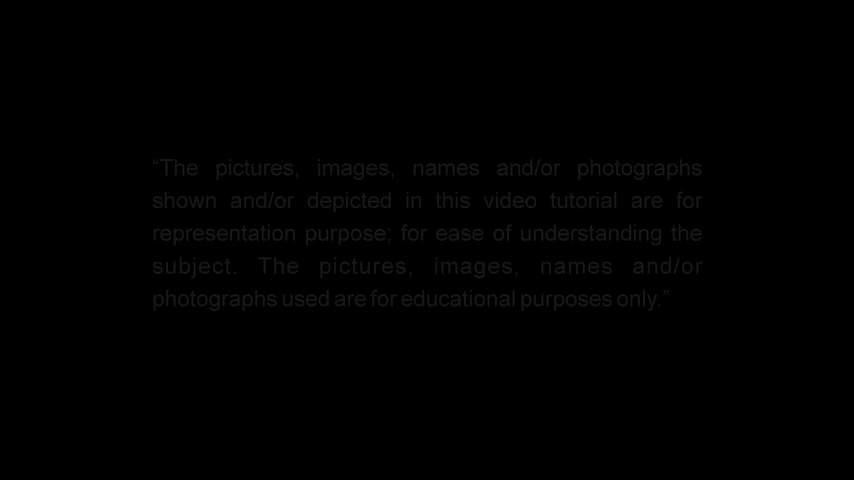 “The pictures, images, names and/or photographs
shown and/or depicted in this video tutorial are for
representation purpose; for ease of understanding the
subject. The pictures, images, names and/or
photographs used are for educational purposes only.”